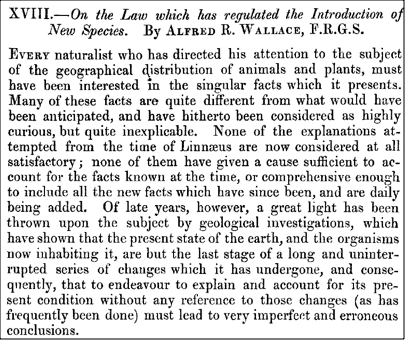 XVIII.—On the Law which has regulated the Introduction of
New Species. By ALFRED R. WALLACE, F.R.G.S.
EVERY naturalist who has directed his attention to the subject
of the geographical distribution of animals and plants, must
have been interested in the singular facts which it presents.
Many of these facts are quite different from what would have
been anticipated, and have hitherto been considered as highly
curious, but quite inexplicable. None of the explanations at-
tempted from the time of Linnæus are now considered at all
satisfactory; none of them have given a cause sufficient to ac-
count for the facts known at the time, or comprehensive enough
to include all the new facts which have since been, and are daily
being added. Of late years, however, a great light has been
thrown upon the subject by geological investigations, which
have shown that the present state of the earth, and the organisms
now inhabiting it, are but the last stage of a long and uninter-
rupted series of changes which it has undergone, and conse-
quently, that to endeavour to explain and account for its pre-
sent condition without any reference to those changes (as has
frequently been done) must lead to very imperfect and erroneous
conclusions.